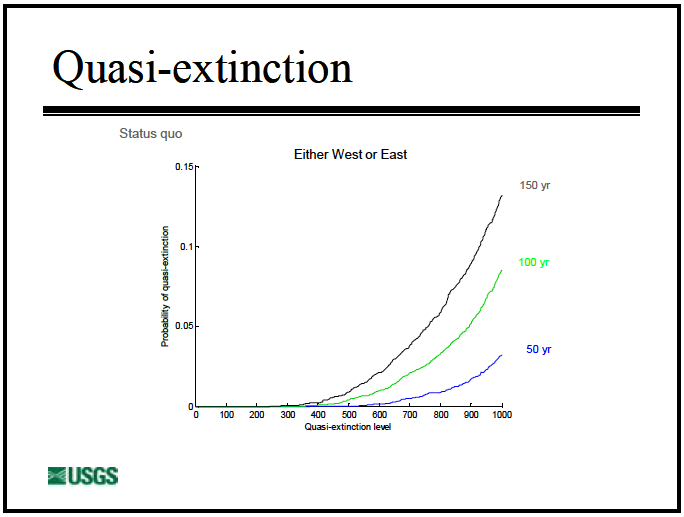 Quasi-extinction
Status quo
Either West or East
0.15
150 yr
0.1
100 yr
Probability of quasi-extinction
0.05
50 yr
0
0 100 200 300 400 500 600 700 800 900 1000
Quasi-extinction level
USGS